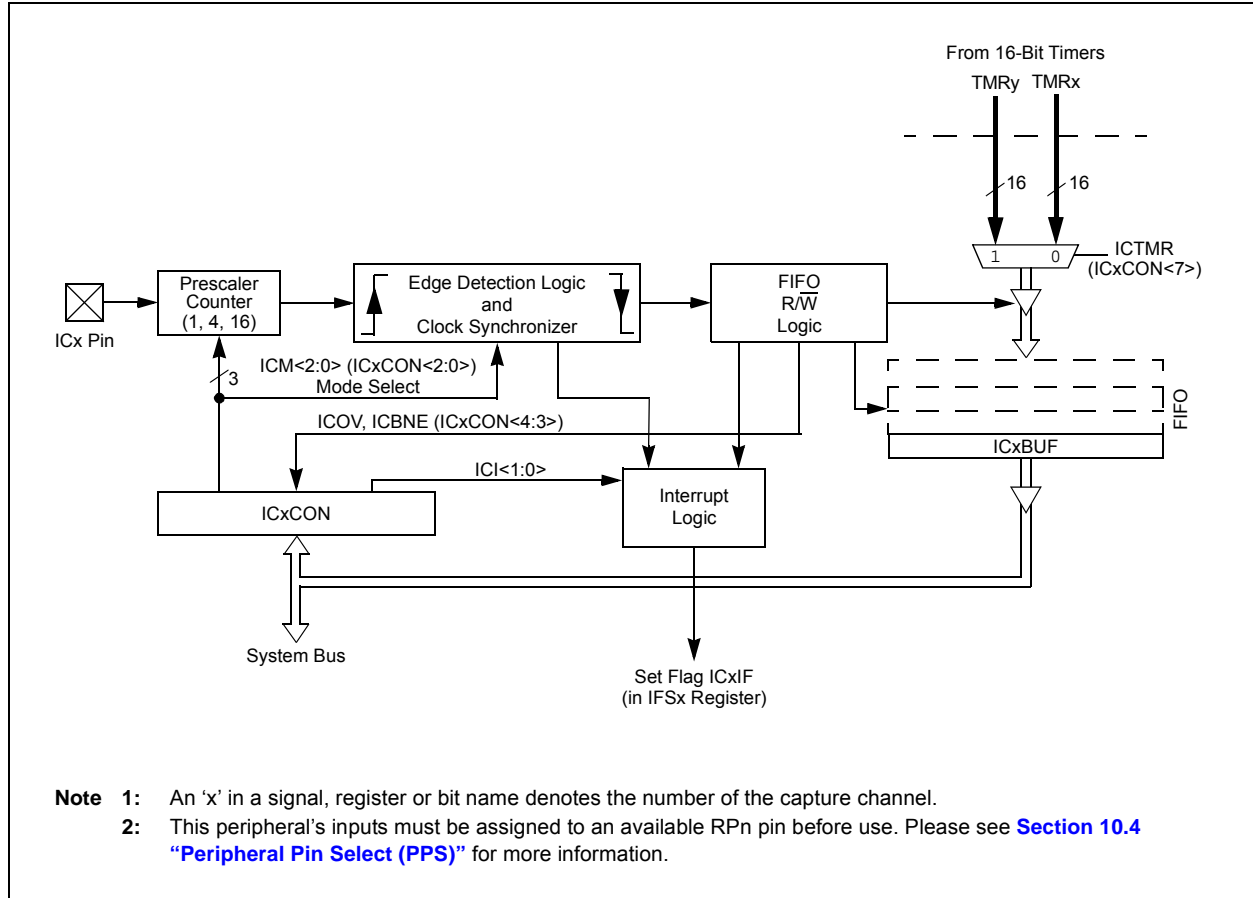 From 16-Bit Timers
TMRy TMRx
16 16
1 0
ICTMR
(ICxCON<7>)
ICx Pin
Prescaler
Counter
(1, 4, 16)
Edge Detection Logic
and
Clock Synchronizer
FIFO
R/W̅
Logic
3
ICM<2:0> (ICxCON<2:0>)
Mode Select
ICOV, ICBNE (ICxCON<4:3>)
FIFO
ICxBUF
ICI<1:0>
ICxCON
Interrupt
Logic
System Bus
Set Flag ICxIF
(in IFSx Register)
Note 1: An ‘x’ in a signal, register or bit name denotes the number of the capture channel.
2: This peripheral’s inputs must be assigned to an available RPn pin before use. Please see Section 10.4
“Peripheral Pin Select (PPS)” for more information.